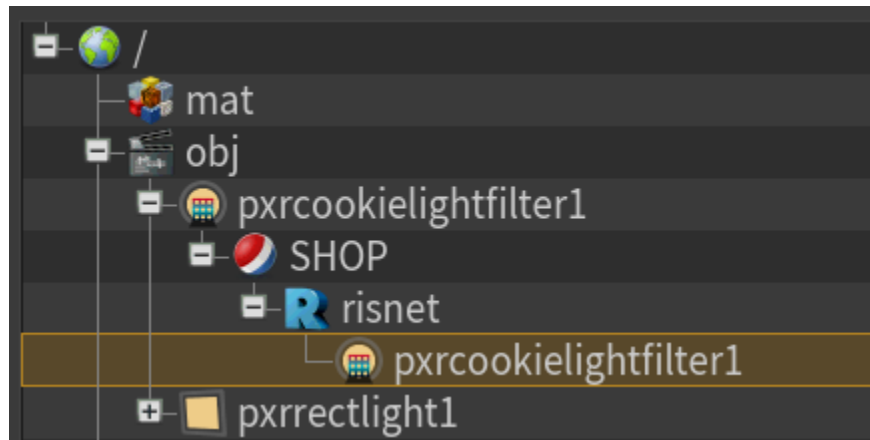 /
mat
obj
pxrcookielightfilter1
SHOP
risnet
pxrcookielightfilter1
pxrrectlight1